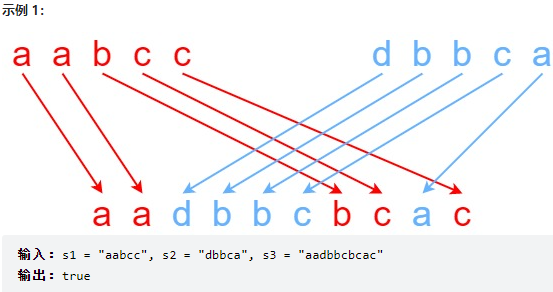 示例 1：
a a b c c d b b c a
a a d b b c b c a c
输入：s1 = "aabcc", s2 = "dbbca", s3 = "aadbbcbcac"
输出：true